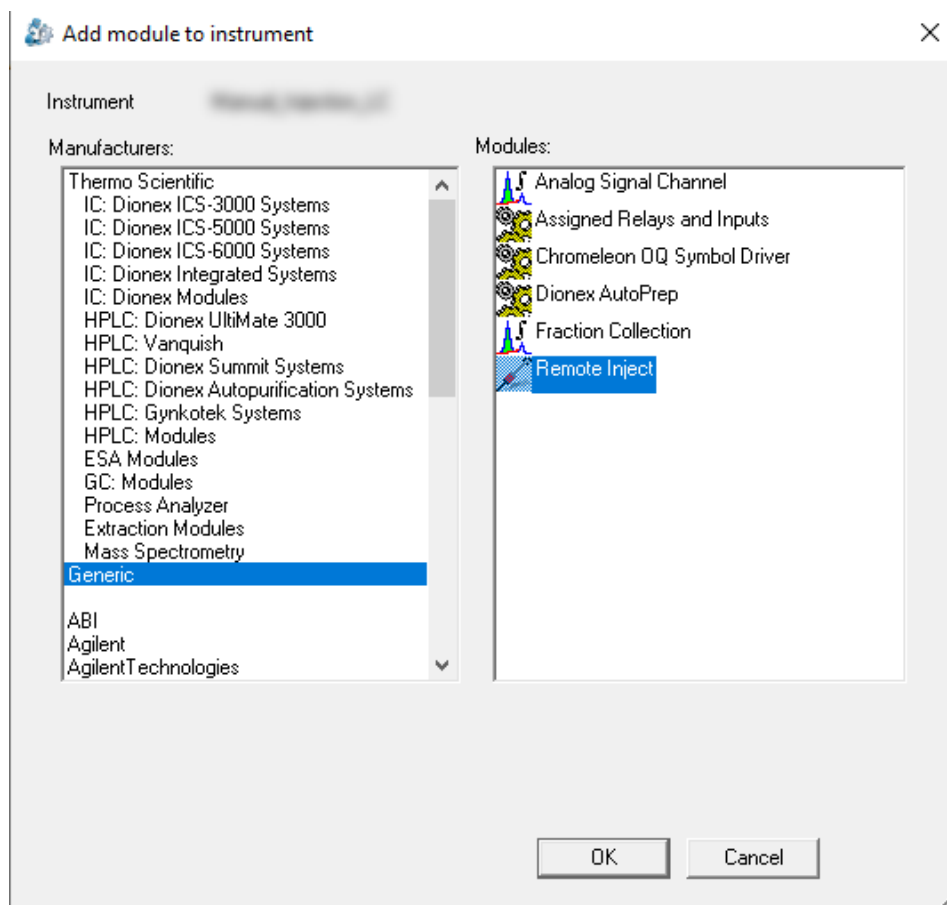 Add module to instrument
Instrument
Manufacturers:
Thermo Scientific
IC: Dionex ICS-3000 Systems
IC: Dionex ICS-5000 Systems
IC: Dionex ICS-6000 Systems
IC: Dionex Integrated Systems
IC: Dionex Modules
HPLC: Dionex UltiMate 3000
HPLC: Vanquish
HPLC: Dionex Summit Systems
HPLC: Dionex Autopurification Systems
HPLC: Gynkotek Systems
HPLC: Modules
ESA Modules
GC: Modules
Process Analyzer
Extraction Modules
Mass Spectrometry
Generic
ABI
Agilent
AgilentTechnologies
Modules:
Analog Signal Channel
Assigned Relays and Inputs
Chromeleon OQ Symbol Driver
Dionex AutoPrep
Fraction Collection
Remote Inject
OK
Cancel